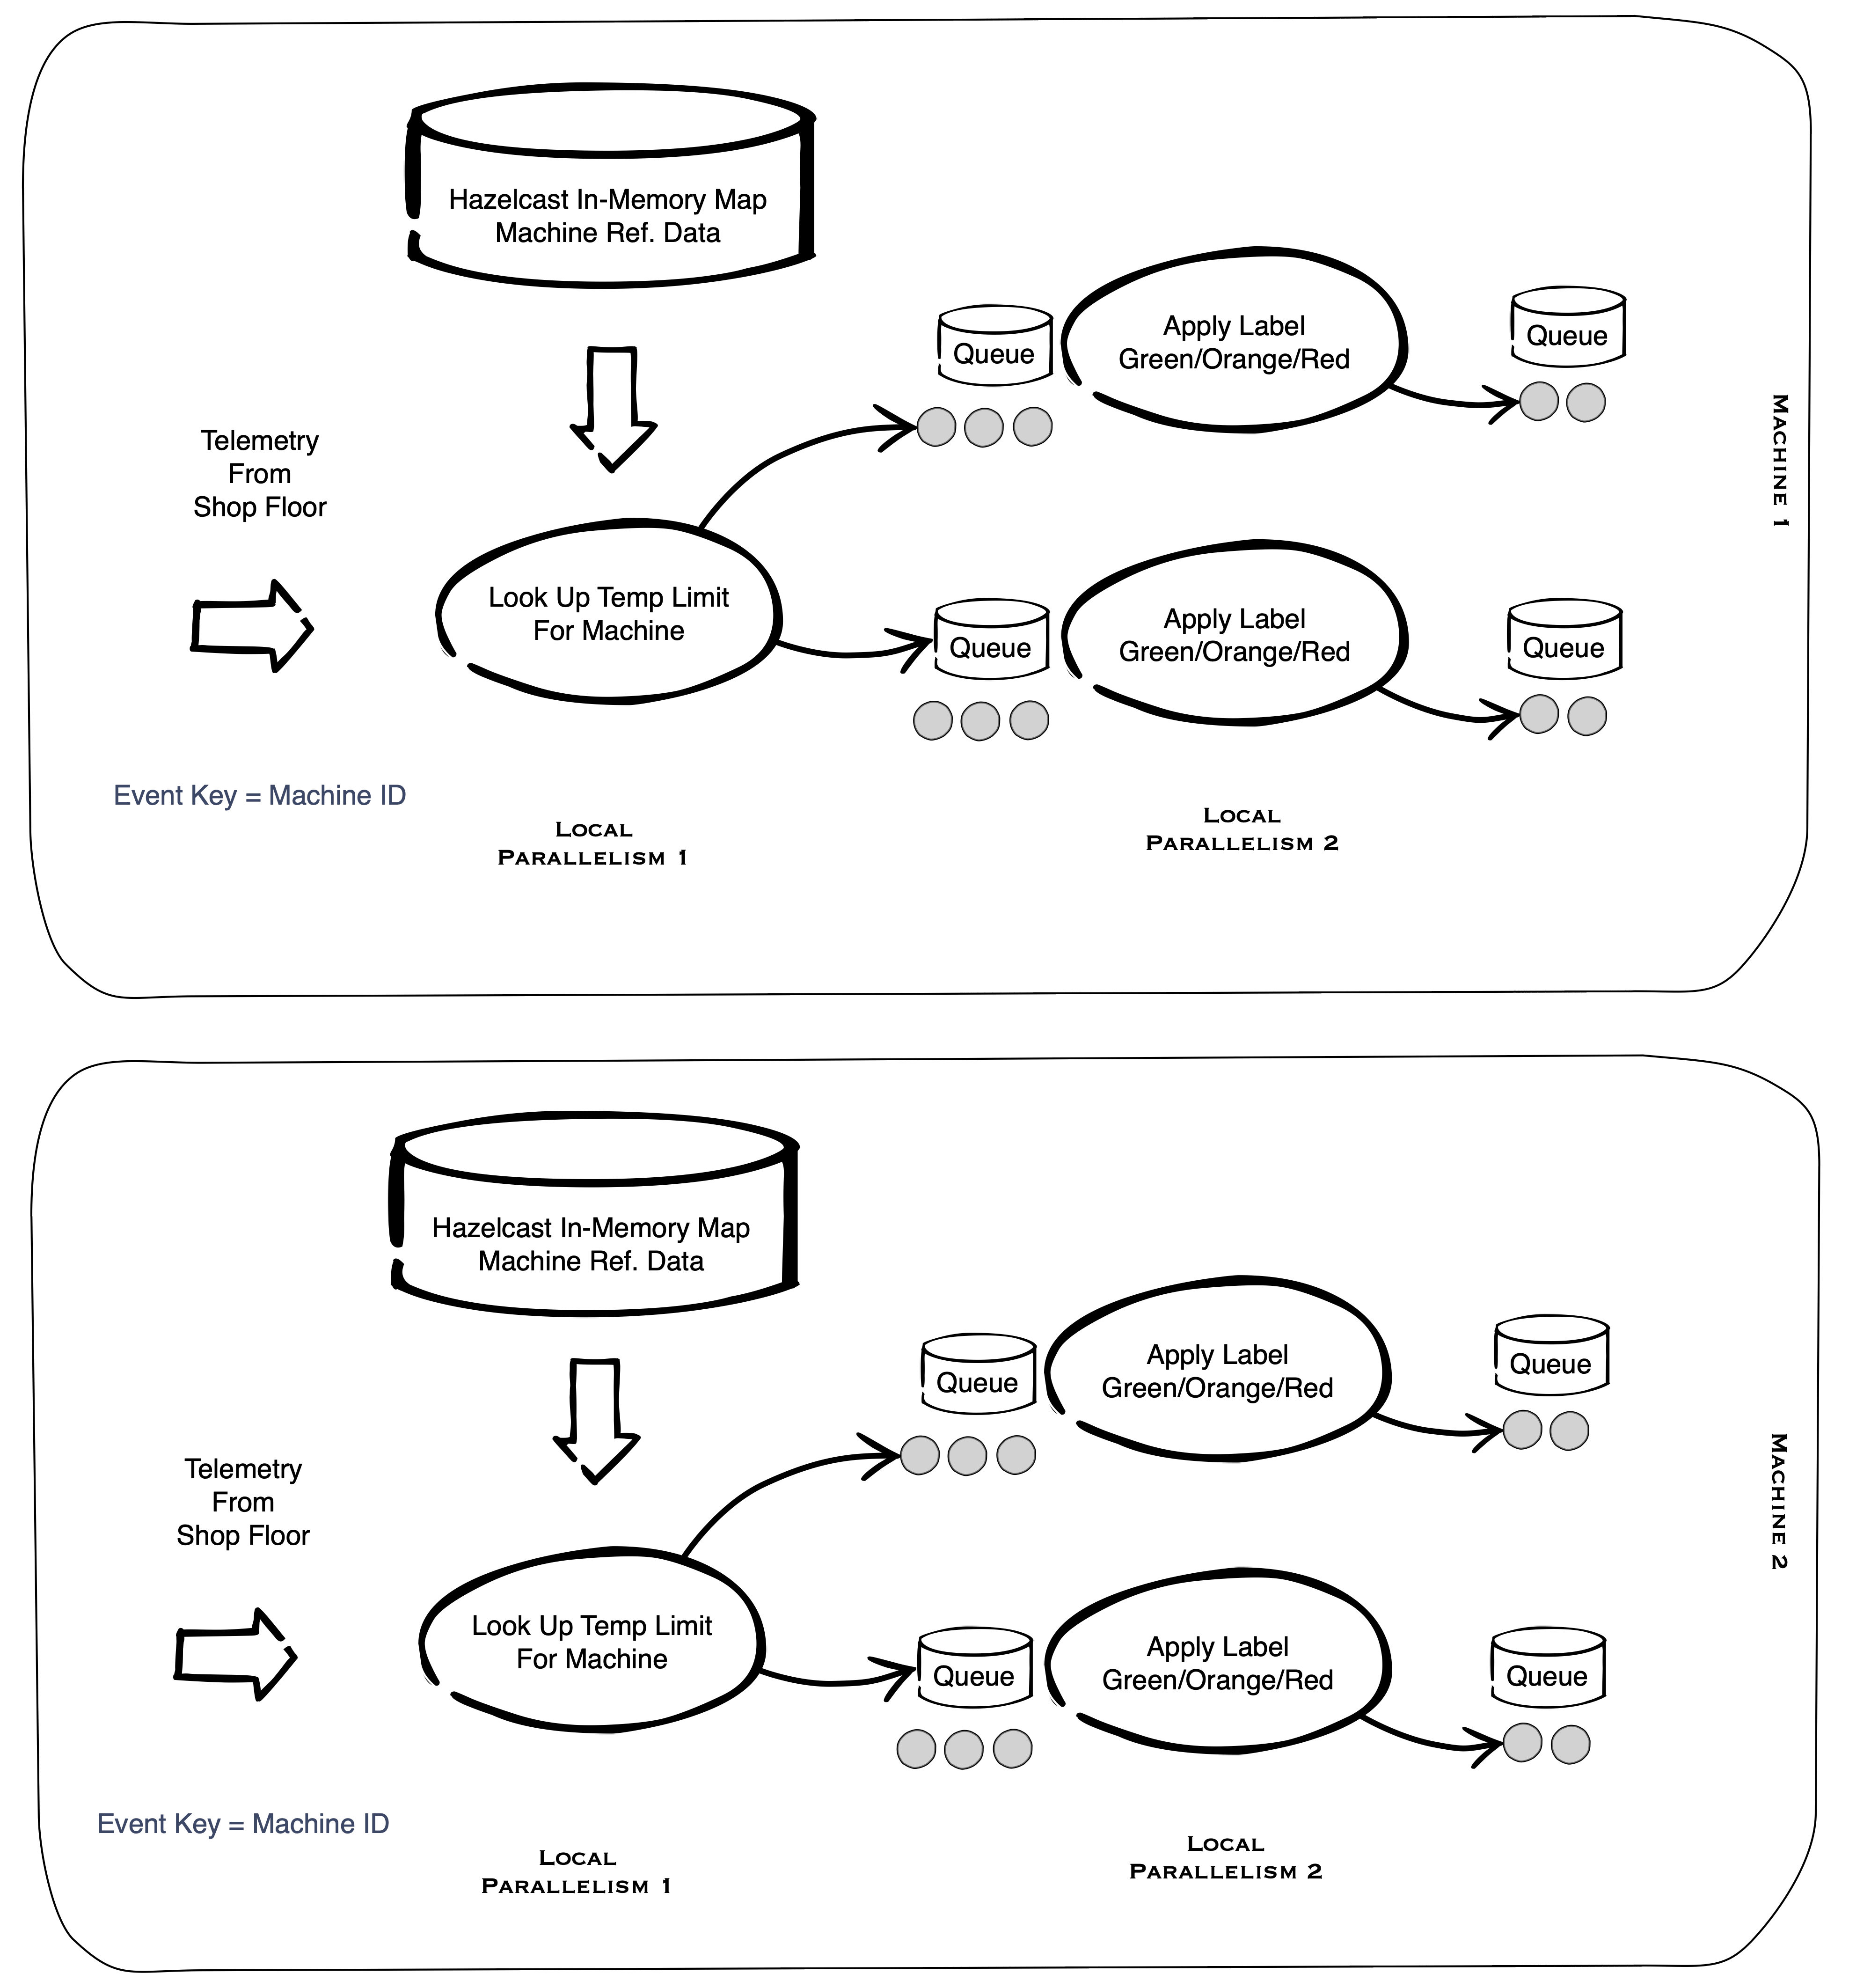 Hazelcast In-Memory Map
Machine Ref. Data
Telemetry
From
Shop Floor
Look Up Temp Limit
For Machine
Queue
Apply Label
Green/Orange/Red
Queue
Queue
Apply Label
Green/Orange/Red
Queue
Event Key = Machine ID
Local
Parallelism 1
Local
Parallelism 2
Machine 1
Hazelcast In-Memory Map
Machine Ref. Data
Telemetry
From
Shop Floor
Look Up Temp Limit
For Machine
Queue
Apply Label
Green/Orange/Red
Queue
Queue
Apply Label
Green/Orange/Red
Queue
Event Key = Machine ID
Local
Parallelism 1
Local
Parallelism 2
Machine 2